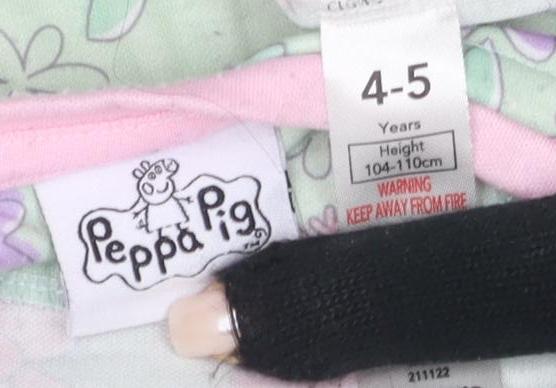 4-5
Years
Height
104-110cm
WARNING
KEEP AWAY FROM FIRE
Peppa Pig
211122